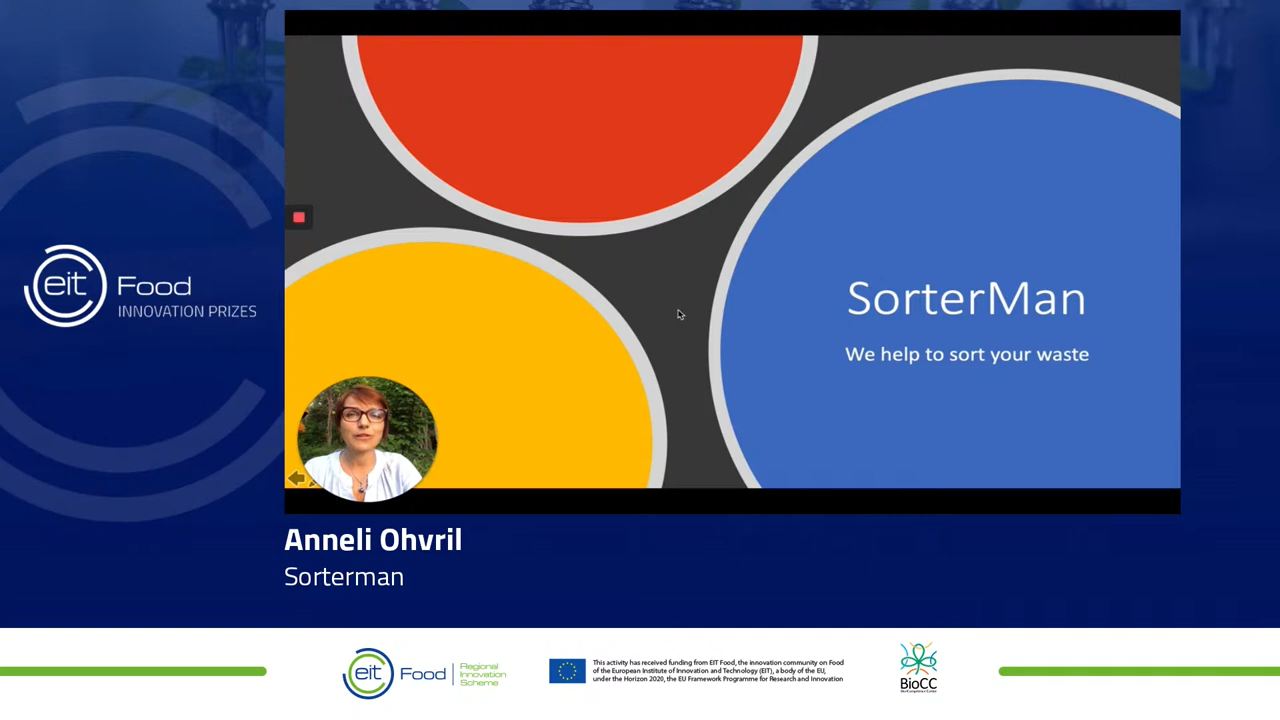 eit Food
INNOVATION PRIZES
SorterMan
We help to sort your waste
Anneli Ohvril
Sorterman
eit Food
Regional
Innovation
Scheme
This activity has received funding from EIT Food, the innovation community on Food
of the European Institute of Innovation and Technology (EIT), a body of the EU,
under the Horizon 2020, the EU Framework Programme for Research and Innovation
BioCC